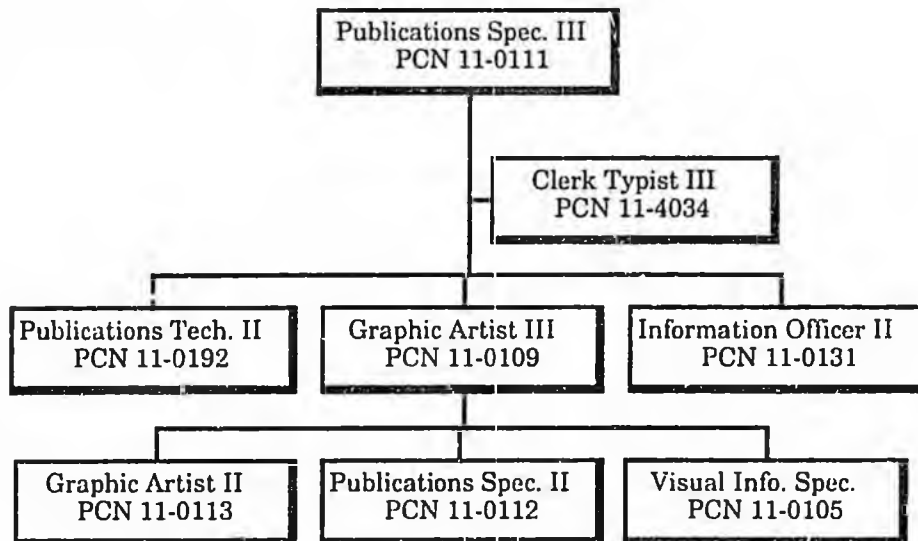 Publications Spec. III
PCN 11-0111
Clerk Typist III
PCN 11-4034
Publications Tech. II
PCN 11-0192
Graphic Artist III
PCN 11-0109
Information Officer II
PCN 11-0131
Graphic Artist II
PCN 11-0113
Publications Spec. II
PCN 11-0112
Visual Info. Spec.
PCN 11-0105